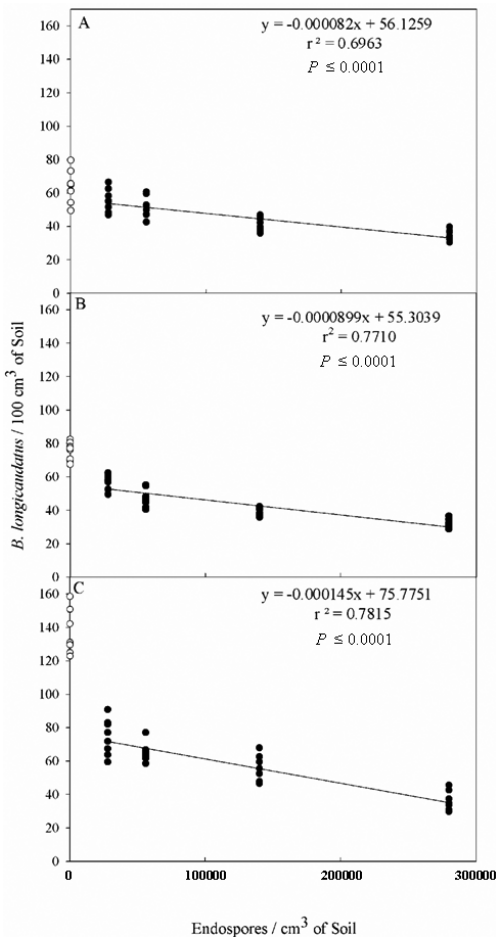 A
y = -0.000082x + 56.1259
r² = 0.6963
P ≤ 0.0001
160
140
120
100
80
60
40
20
0
B
y = -0.0000899x + 55.3039
r² = 0.7710
P ≤ 0.0001
160
140
120
100
80
60
40
20
0
B. longicaudatus / 100 cm³ of Soil
C
y = -0.000145x + 75.7751
r² = 0.7815
P ≤ 0.0001
160
140
120
100
80
60
40
20
0
0 100000 200000 300000
Endospores / cm³ of Soil